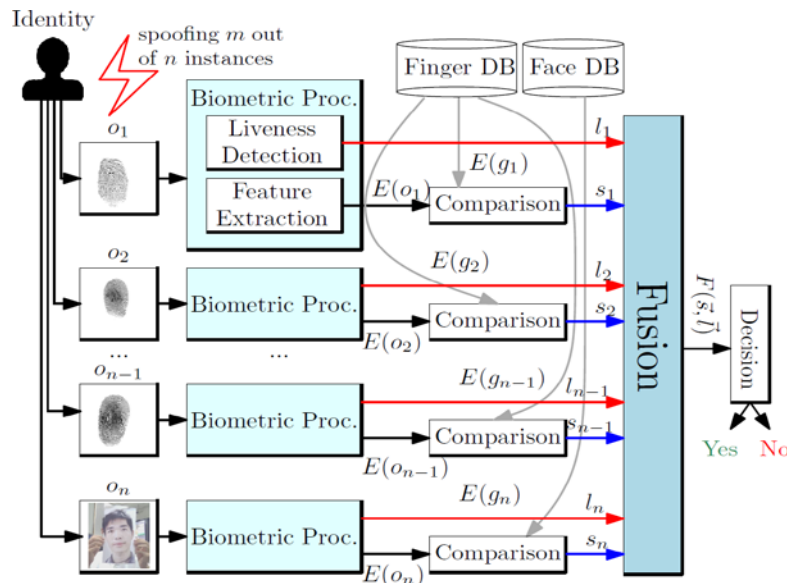 Identity
spoofing m out
of n instances
Finger DB
Face DB
o₁
Biometric Proc.
Liveness
Detection
Feature
Extraction
l₁
E(g₁)
E(o₁)
Comparison
s₁
o₂
Biometric Proc.
E(g₂)
l₂
E(o₂)
Comparison
s₂
...
...
oₙ₋₁
Biometric Proc.
E(gₙ₋₁)
lₙ₋₁
E(oₙ₋₁)
Comparison
sₙ₋₁
oₙ
Biometric Proc.
E(gₙ)
lₙ
E(oₙ)
Comparison
sₙ
Fusion
F(s⃗,l⃗)
Decision
Yes
No